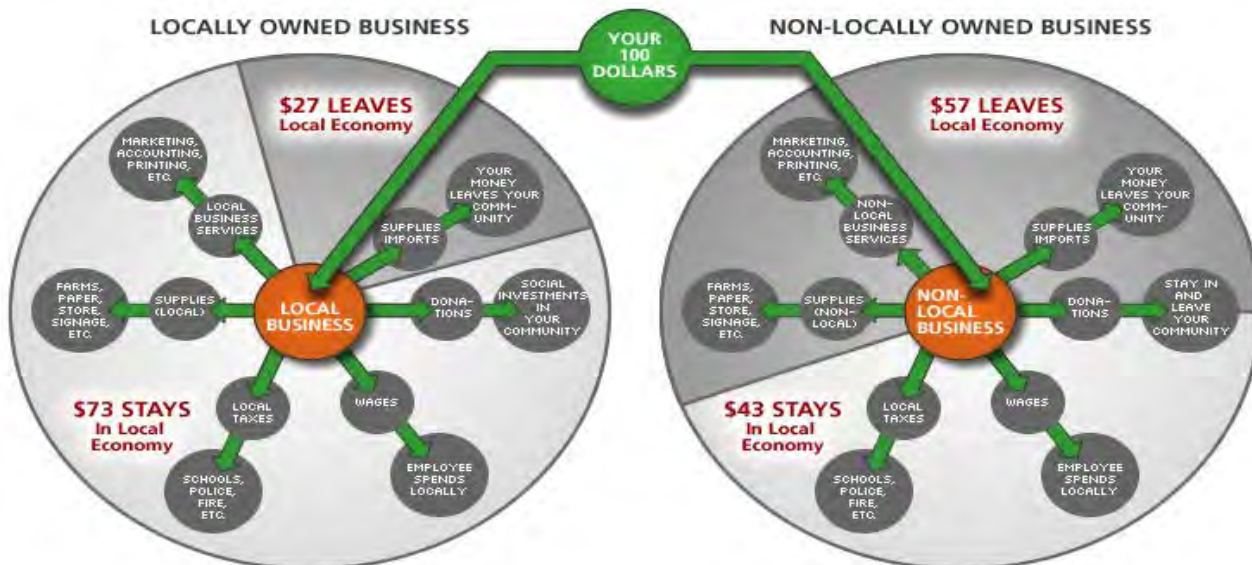 LOCALLY OWNED BUSINESS
YOUR
100
DOLLARS
NON-LOCALLY OWNED BUSINESS
$27 LEAVES
Local Economy
MARKETING,
ACCOUNTING,
PRINTING,
ETC.
LOCAL
BUSINESS
SERVICES
YOUR
MONEY
LEAVES YOUR
COMM-
UNITY
SUPPLIES
IMPORTS
FARMS,
PAPER,
STORE,
SIGNAGE,
ETC.
SUPPLIES
(LOCAL)
LOCAL
BUSINESS
DONA-
TIONS
SOCIAL
INVESTMENTS
IN
YOUR
COMMUNITY
$73 STAYS
In Local
Economy
LOCAL
TAXES
WAGES
SCHOOLS,
POLICE,
FIRE,
ETC.
EMPLOYEE
SPENDS
LOCALLY
$57 LEAVES
Local Economy
MARKETING,
ACCOUNTING,
PRINTING,
ETC.
NON-
LOCAL
BUSINESS
SERVICES
YOUR
MONEY
LEAVES YOUR
COMM-
UNITY
SUPPLIES
IMPORTS
FARMS,
PAPER,
STORE,
SIGNAGE,
ETC.
SUPPLIES
(NON-
LOCAL)
NON-
LOCAL
BUSINESS
DONA-
TIONS
STAY IN
AND
LEAVE
YOUR
COMMUNITY
$43 STAYS
In Local
Economy
LOCAL
TAXES
WAGES
SCHOOLS,
POLICE,
FIRE,
ETC.
EMPLOYEE
SPENDS
LOCALLY